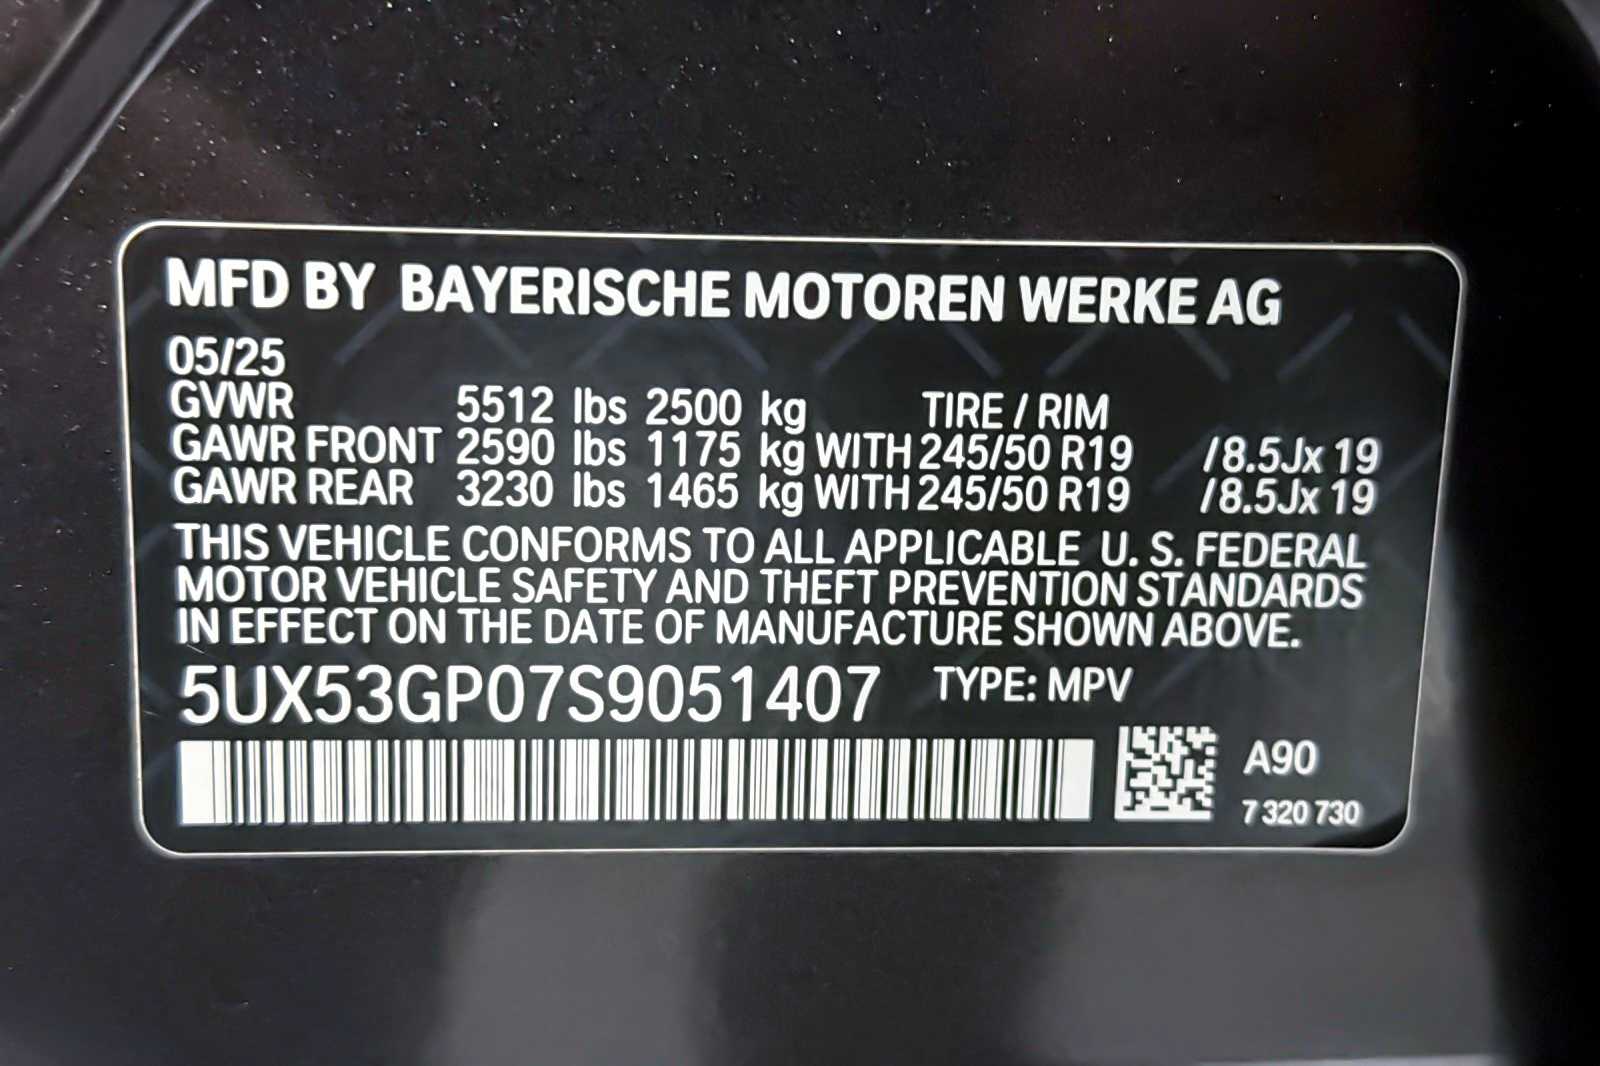 MFD BY BAYERISCHE MOTOREN WERKE AG
05/25
GVWR 5512 lbs 2500 kg TIRE / RIM
GAWR FRONT 2590 lbs 1175 kg WITH 245/50 R19 /8.5Jx 19
GAWR REAR 3230 lbs 1465 kg WITH 245/50 R19 /8.5Jx 19
THIS VEHICLE CONFORMS TO ALL APPLICABLE U. S. FEDERAL
MOTOR VEHICLE SAFETY AND THEFT PREVENTION STANDARDS
IN EFFECT ON THE DATE OF MANUFACTURE SHOWN ABOVE.
5UX53GP07S9051407 TYPE: MPV
A90
7 320 730